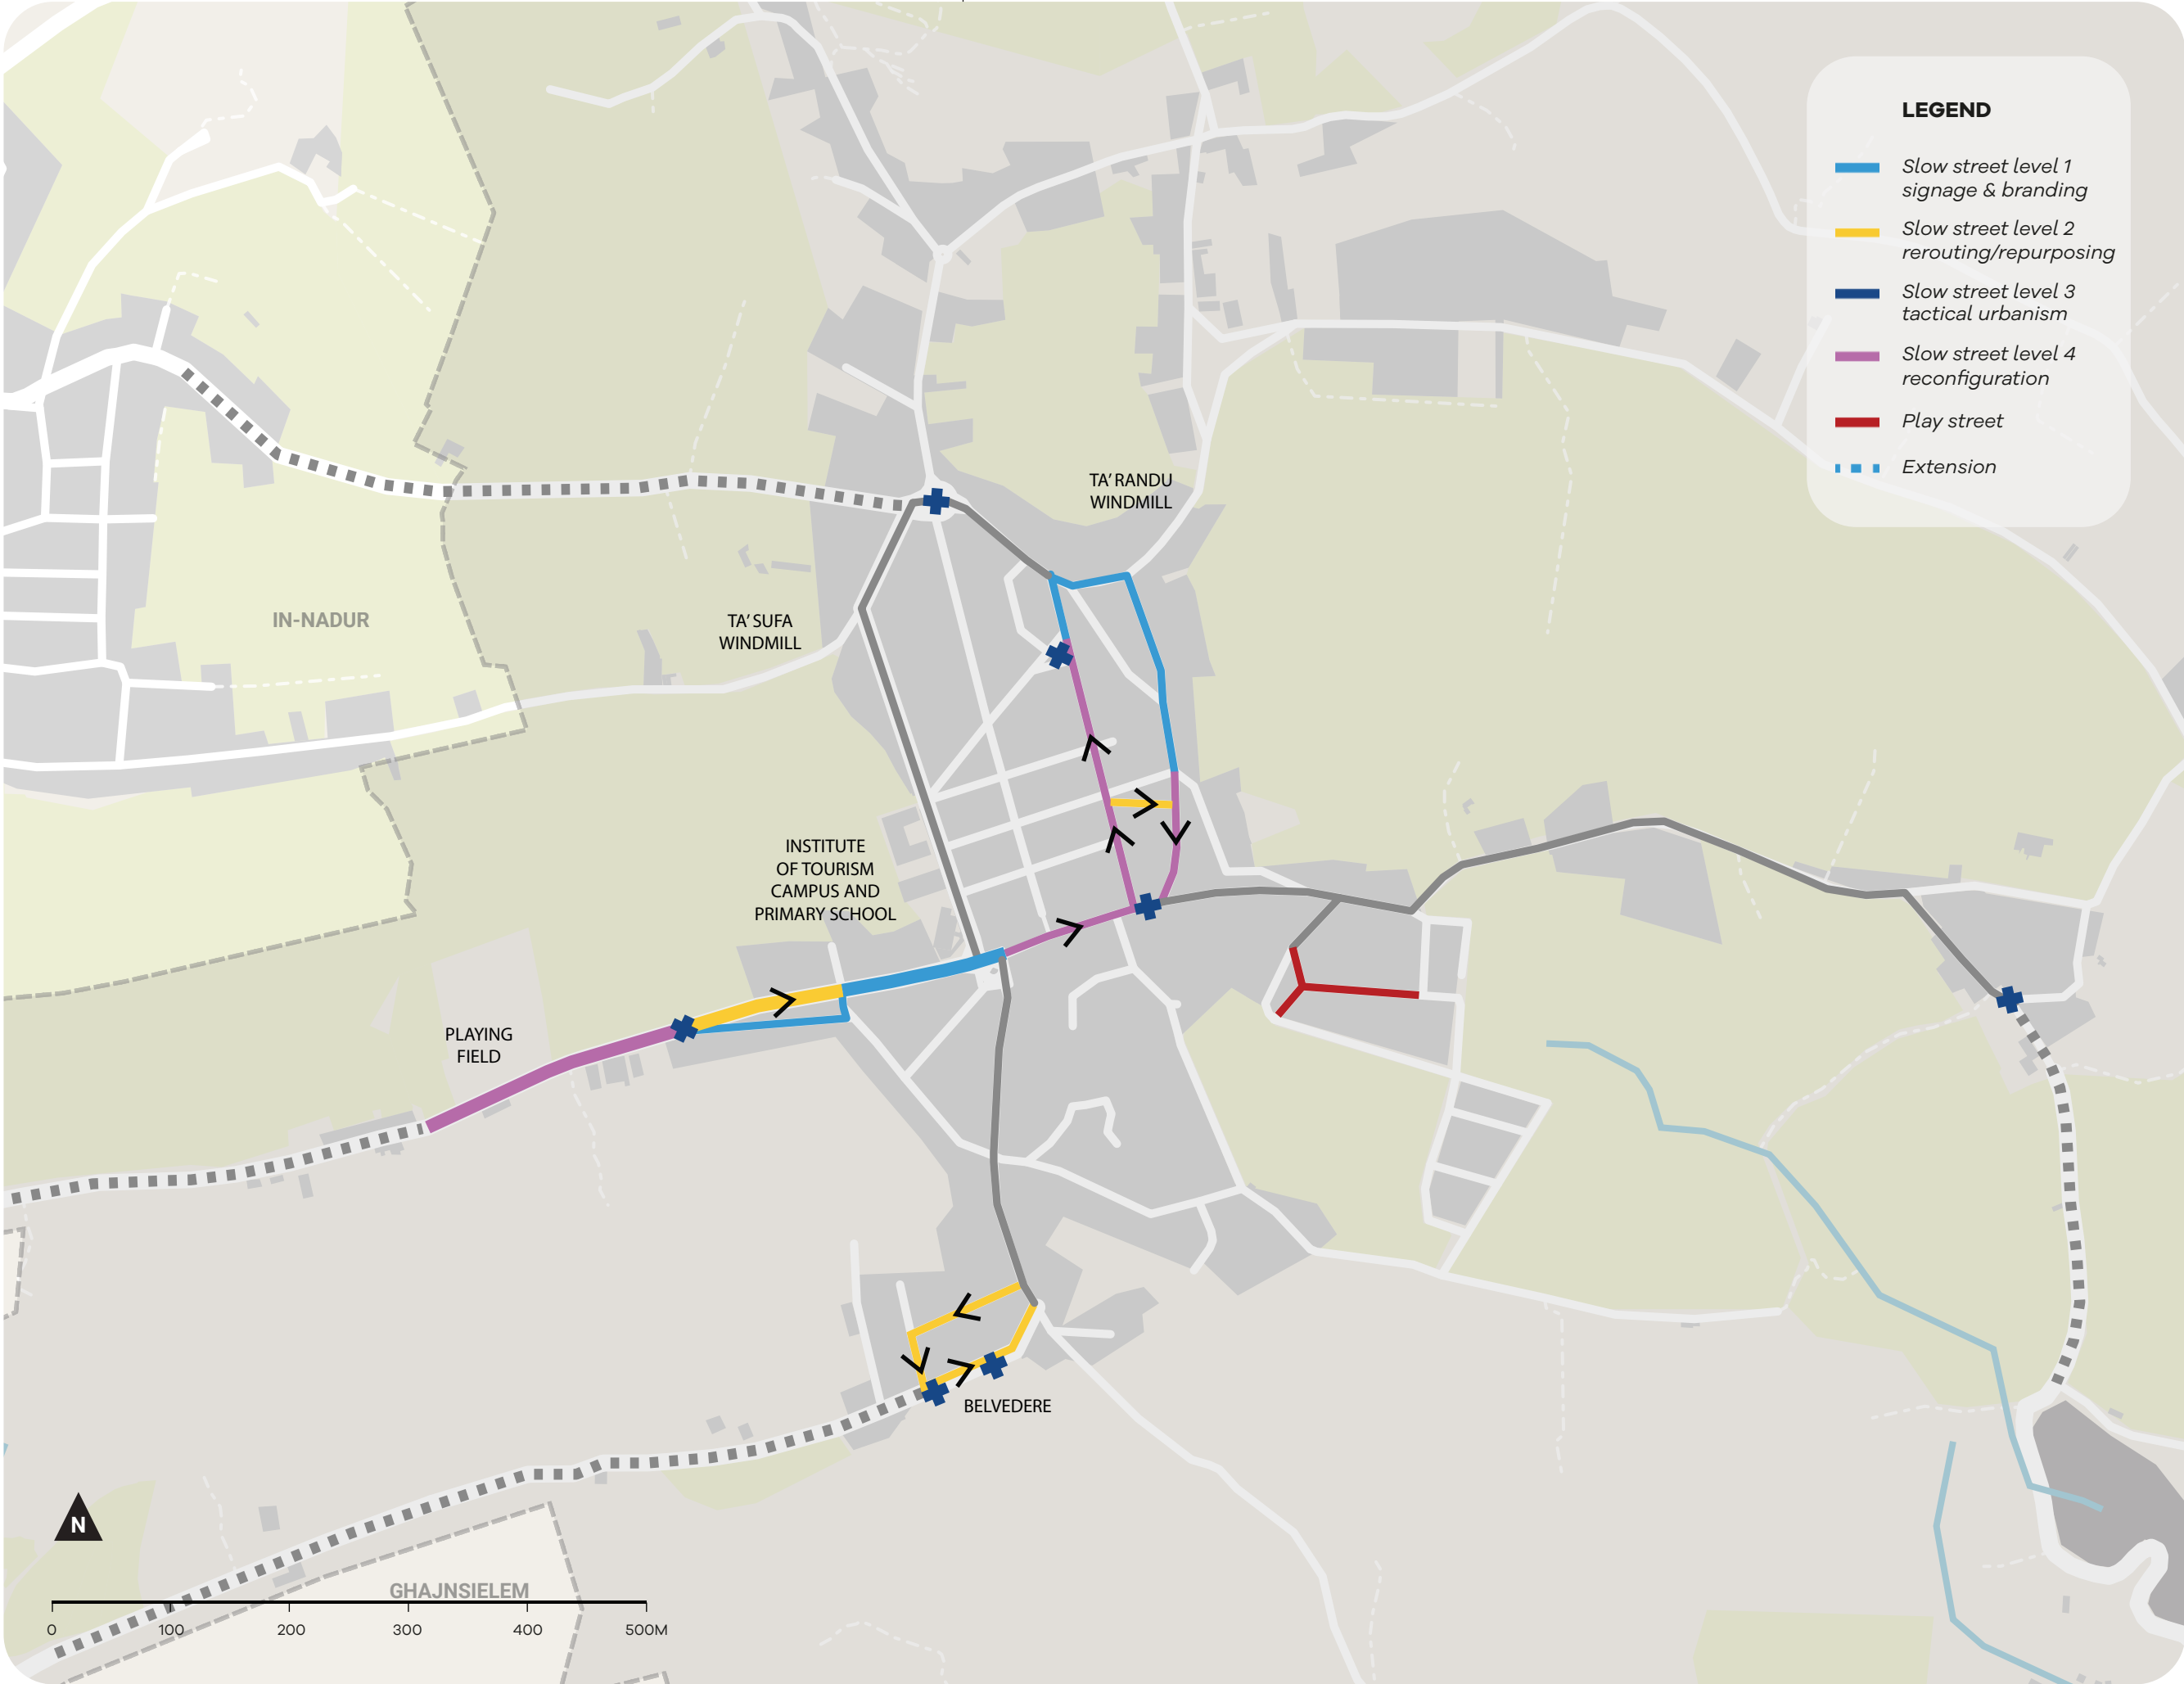 LEGEND
Slow street level 1
signage & branding
Slow street level 2
rerouting/repurposing
Slow street level 3
tactical urbanism
Slow street level 4
reconfiguration
Play street
Extension
TA’ RANDU
WINDMILL
IN-NADUR
TA’ SUFA
WINDMILL
INSTITUTE
OF TOURISM
CAMPUS AND
PRIMARY SCHOOL
PLAYING
FIELD
BELVEDERE
N
GHAJNSIELEM
0 100 200 300 400 500M